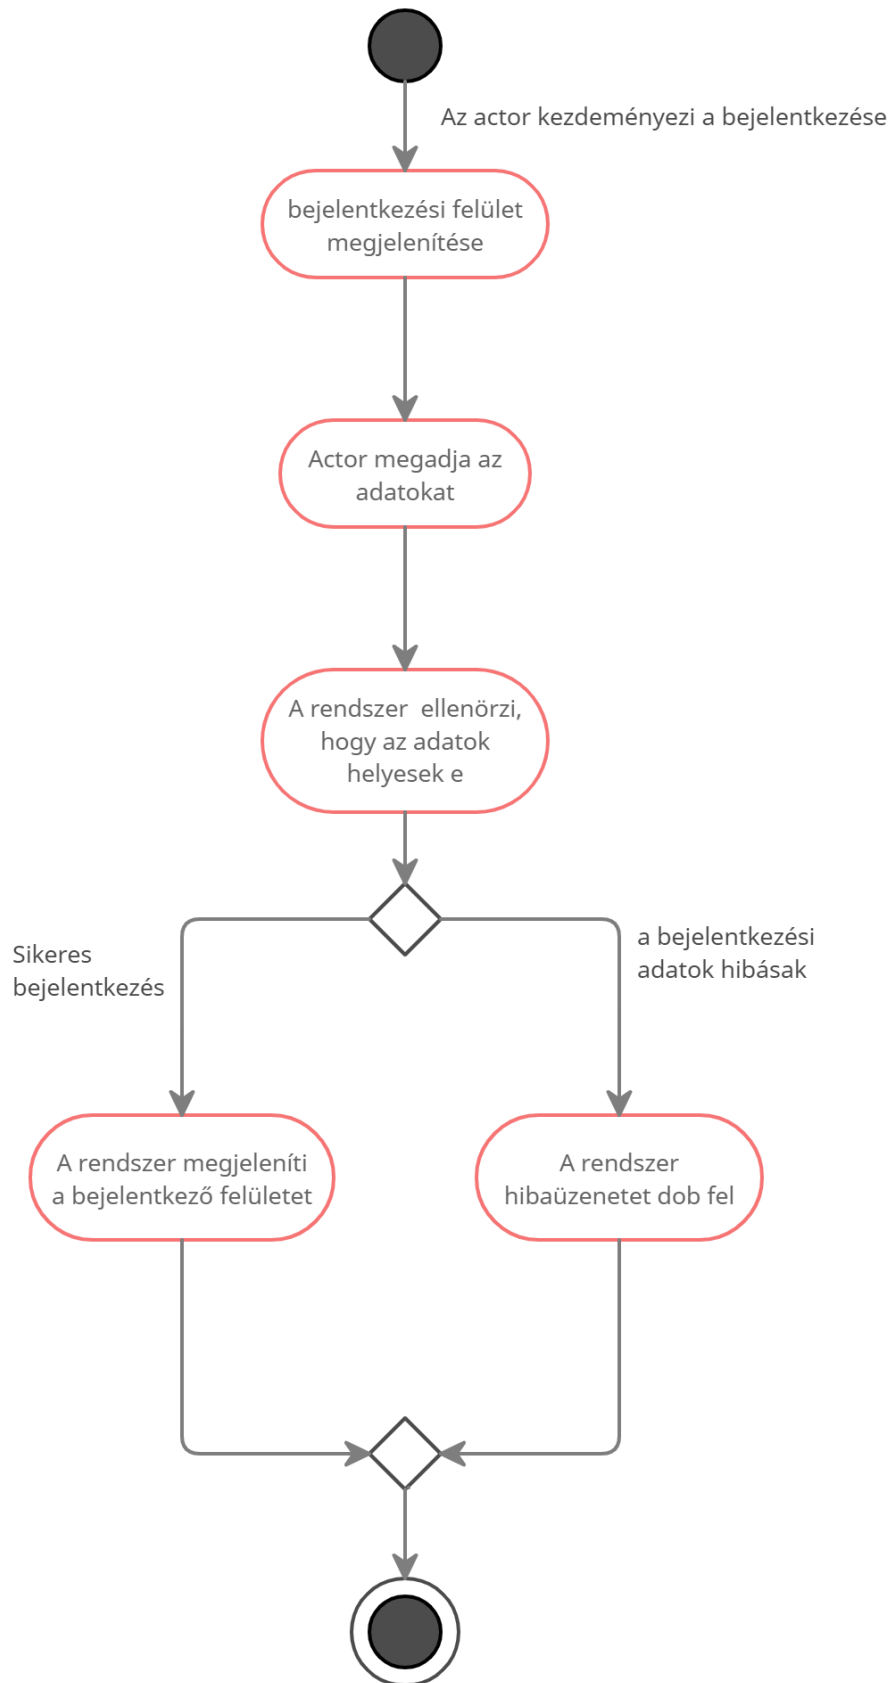 Az actor kezdeményezi a bejelentkezése
bejelentkezési felület
megjelenítése
Actor megadja az
adatokat
A rendszer  ellenörzi,
hogy az adatok
helyesek e
Sikeres
bejelentkezés
a bejelentkezési
adatok hibásak
A rendszer megjeleníti
a bejelentkező felületet
A rendszer
hibaüzenetet dob fel